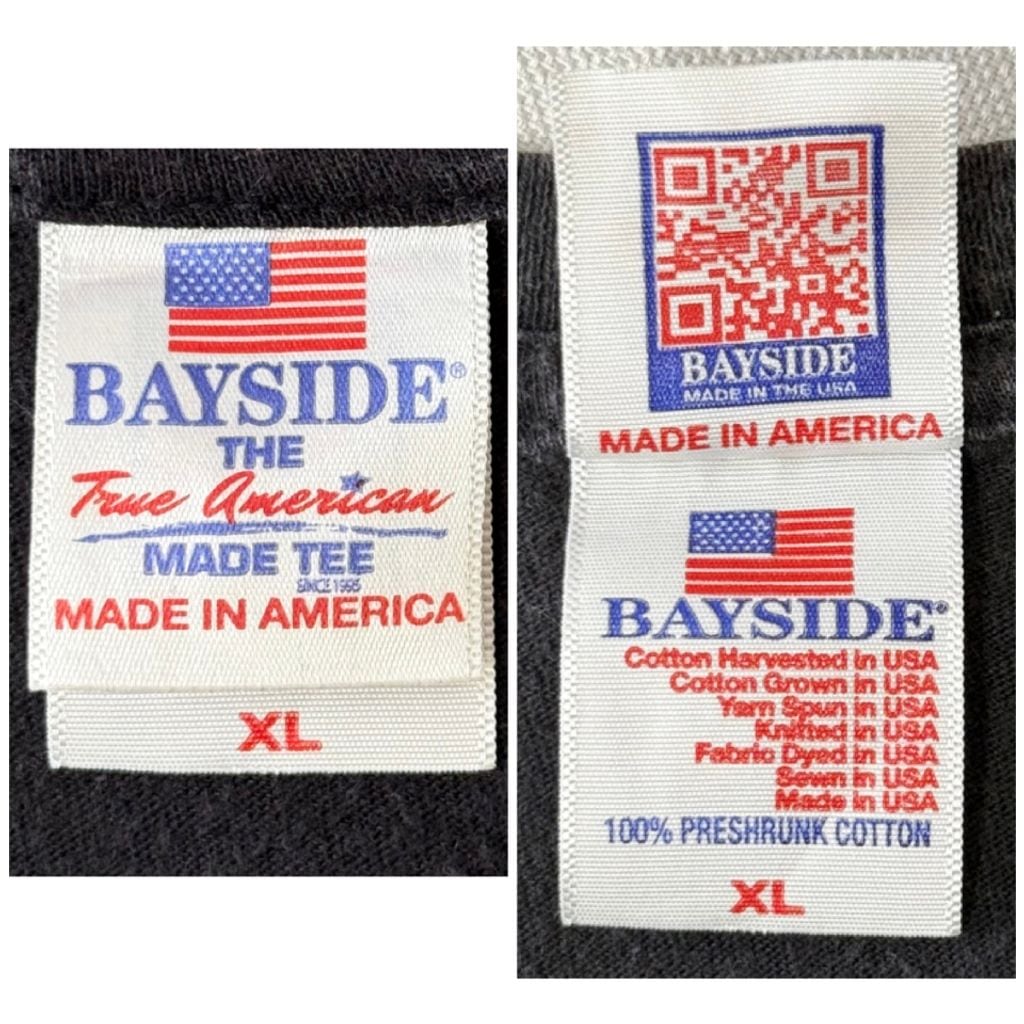 BAYSIDE®
THE
True American
MADE TEE
SINCE 1995
MADE IN AMERICA
XL
BAYSIDE
MADE IN THE USA
MADE IN AMERICA
BAYSIDE®
Cotton Harvested in USA
Cotton Grown in USA
Yarn Spun in USA
Knitted in USA
Fabric Dyed in USA
Sewn in USA
Made in USA
100% PRESHRUNK COTTON
XL